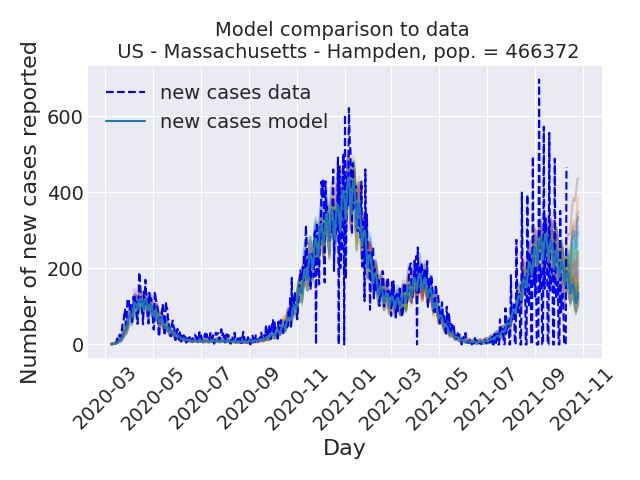 Model comparison to data
US - Massachusetts - Hampden, pop. = 466372
Number of new cases reported
600
400
200
0
new cases data
new cases model
2020-03
2020-05
2020-07
2020-09
2020-11
2021-01
2021-03
2021-05
2021-07
2021-09
2021-11
Day